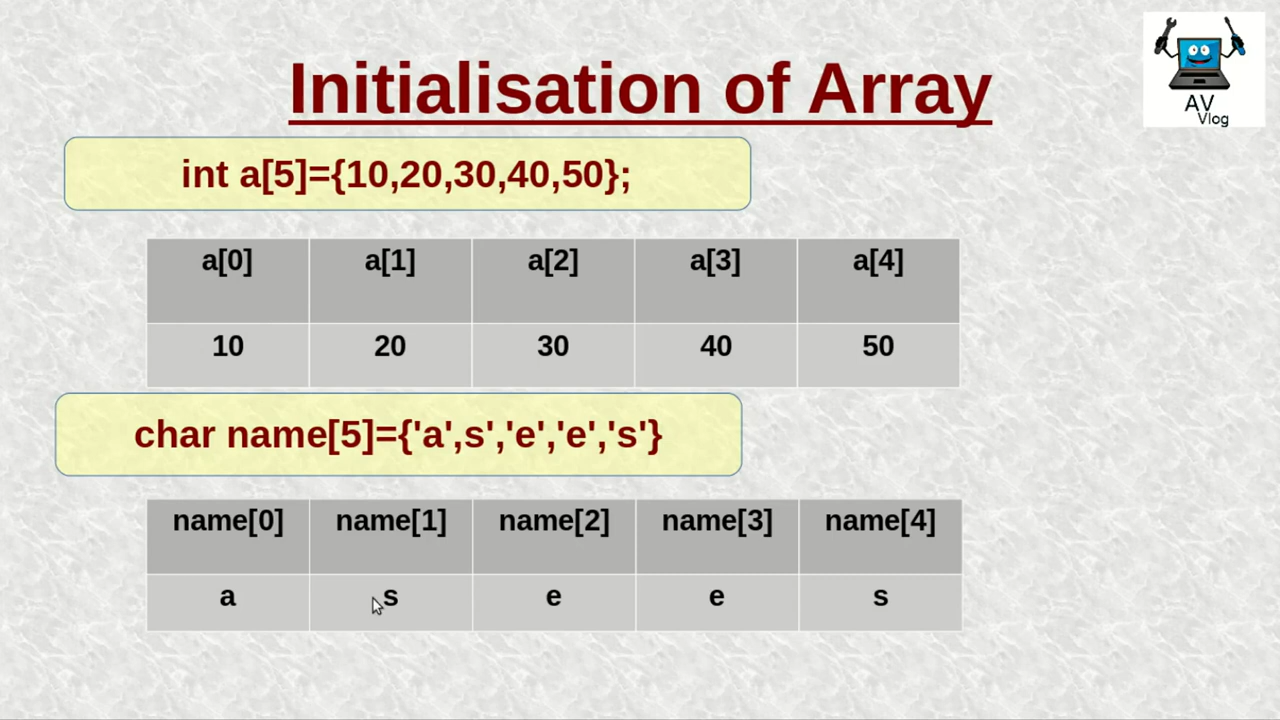 Initialisation of Array
AV
Vlog
int a[5]={10,20,30,40,50};
a[0] a[1] a[2] a[3] a[4]
10 20 30 40 50
char name[5]={'a',s','e','e','s'}
name[0] name[1] name[2] name[3] name[4]
a s e e s